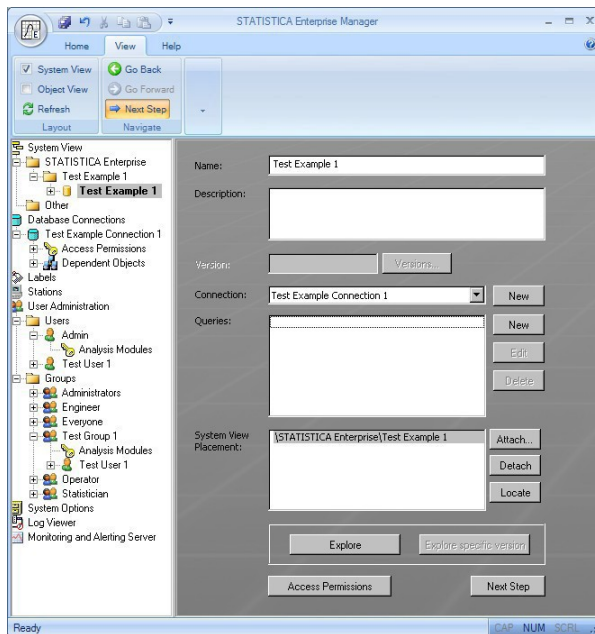 STATISTICA Enterprise Manager
Home View Help
System View
Object View
Refresh
Layout
Go Back
Go Forward
Next Step
Navigate
System View
STATISTICA Enterprise
Test Example 1
Test Example 1
Other
Database Connections
Test Example Connection 1
Access Permissions
Dependent Objects
Labels
Stations
User Administration
Users
Admin
Analysis Modules
Test User 1
Groups
Administrators
Engineer
Everyone
Test Group 1
Analysis Modules
Test User 1
Operator
Statistician
System Options
Log Viewer
Monitoring and Alerting Server
Name: Test Example 1
Description:
Version: Versions...
Connection: Test Example Connection 1 New
Queries: New
Edit
Delete
System View Placement: \STATISTICA Enterprise\Test Example 1 Attach...
Detach
Locate
Explore Explore specific version
Access Permissions Next Step
Ready CAP NUM SCRL